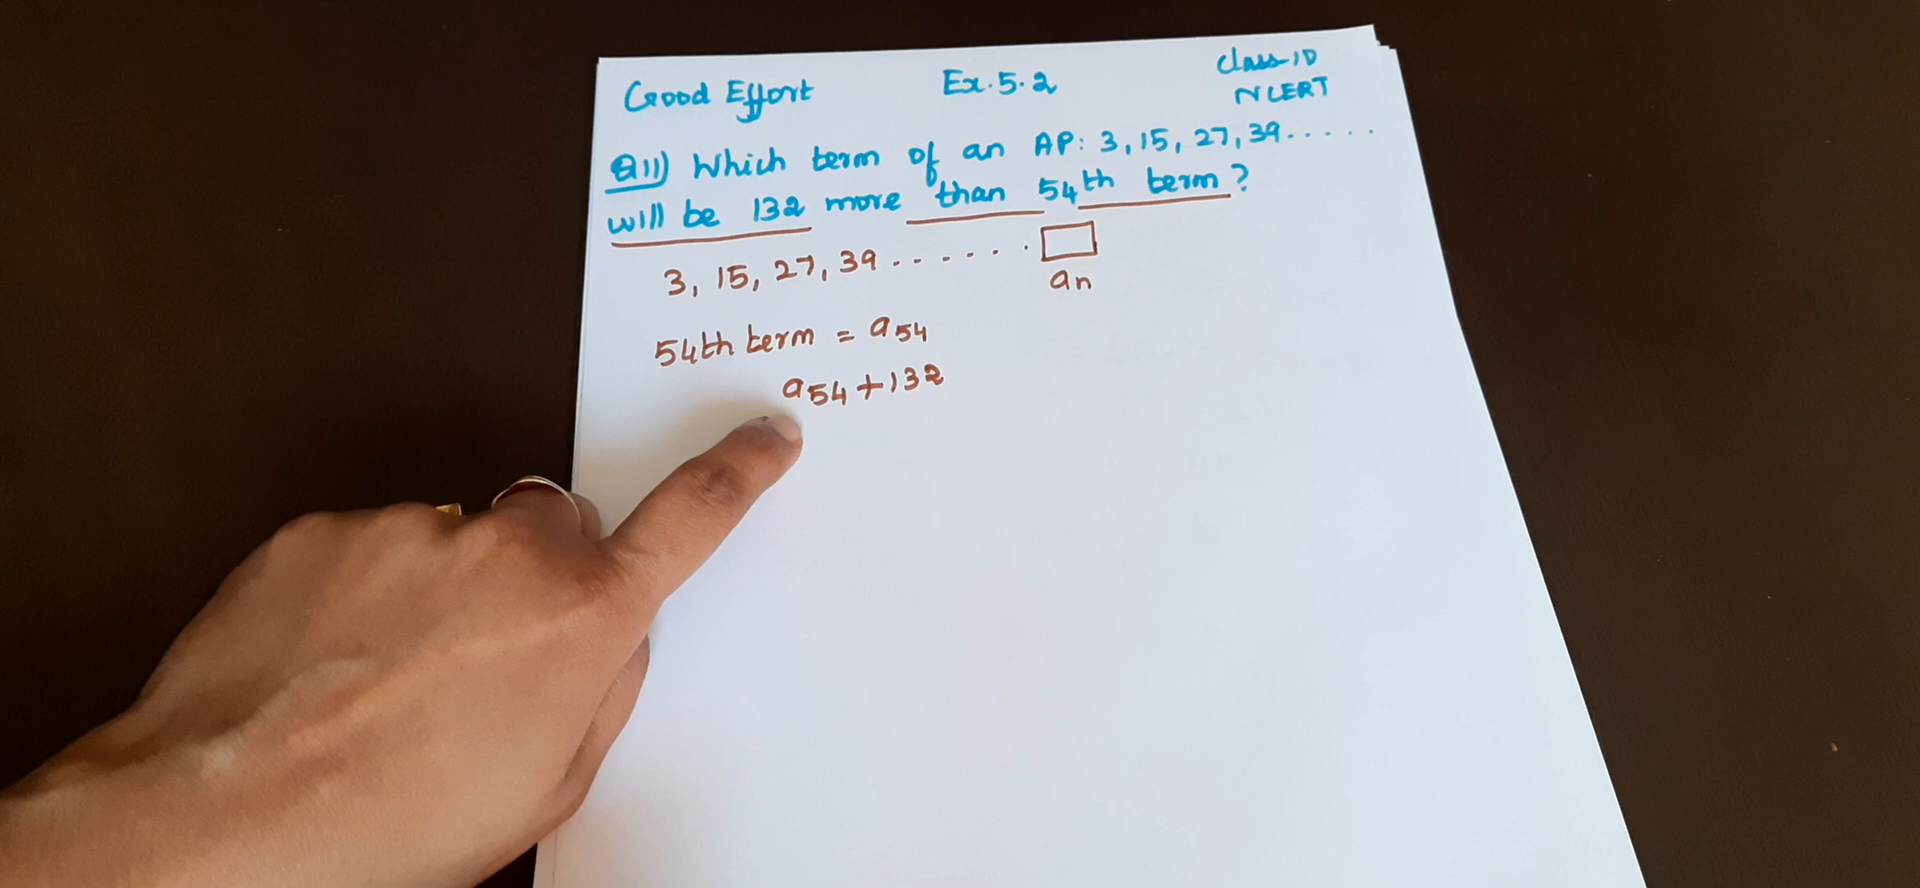 Good Effort Ex.5.2 Class-10
NCERT
Q11) Which term of an AP: 3, 15, 27, 39.....
will be 132 more than 54th term?
3, 15, 27, 39.......
an
54th term = a54
a54+132